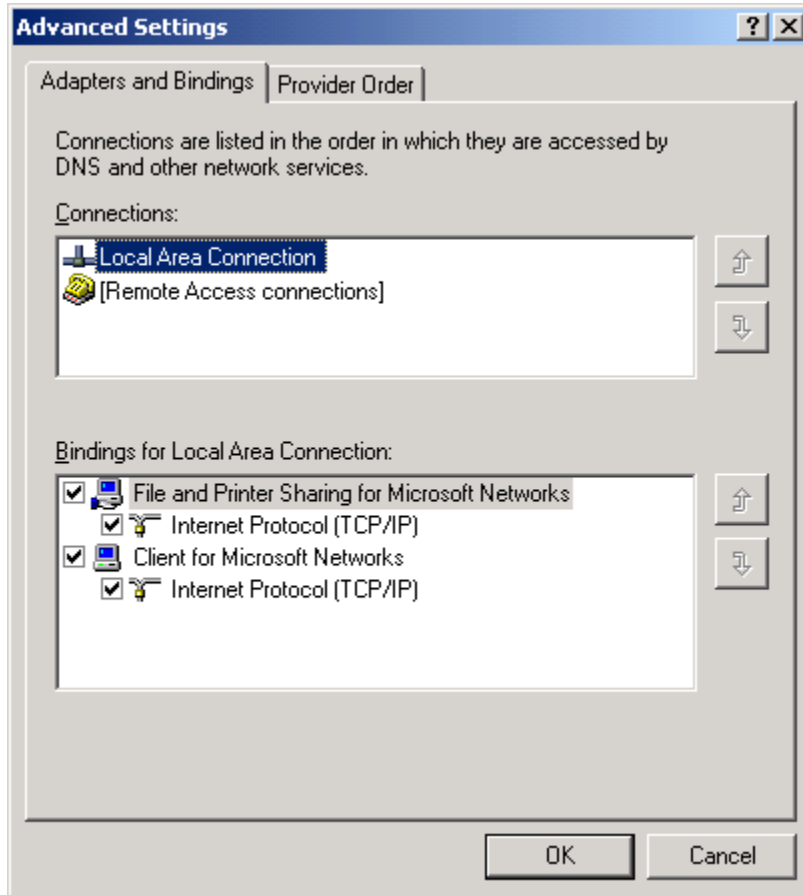 Advanced Settings
Adapters and Bindings
Provider Order
Connections are listed in the order in which they are accessed by
DNS and other network services.
Connections:
Local Area Connection
[Remote Access connections]
Bindings for Local Area Connection:
File and Printer Sharing for Microsoft Networks
Internet Protocol (TCP/IP)
Client for Microsoft Networks
Internet Protocol (TCP/IP)
OK
Cancel